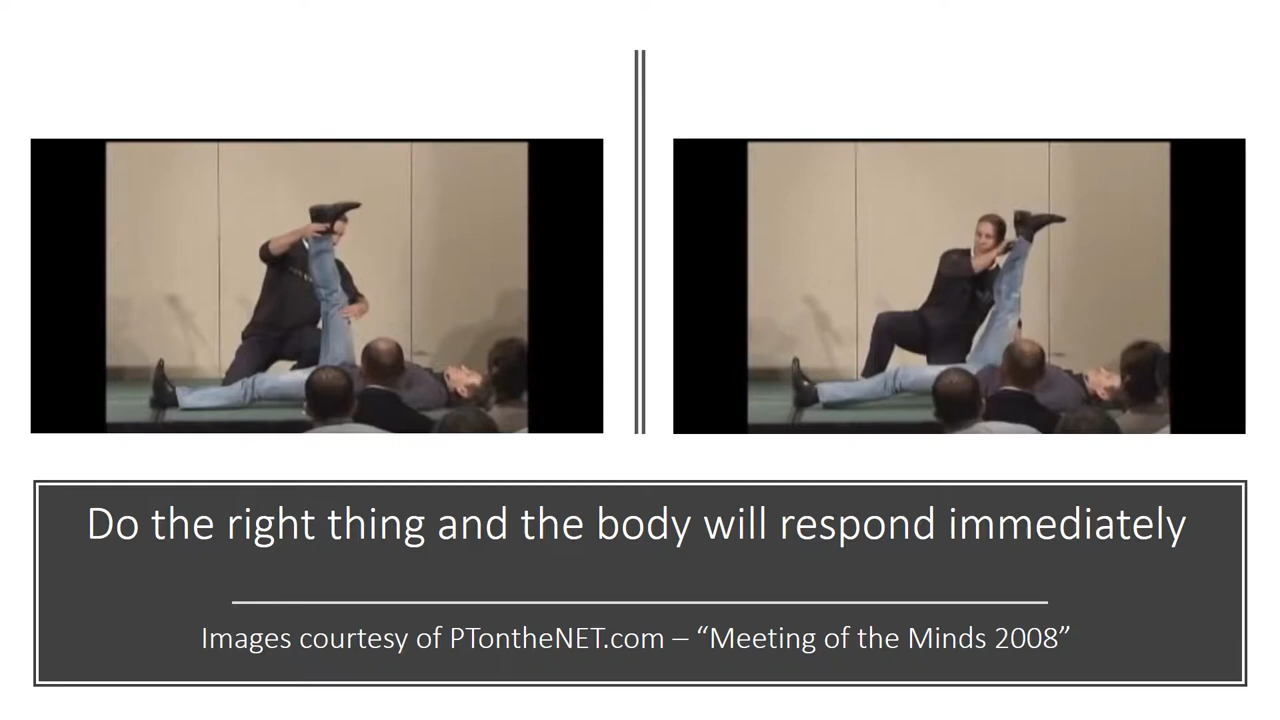 Do the right thing and the body will respond immediately
Images courtesy of PTontheNET.com – “Meeting of the Minds 2008”